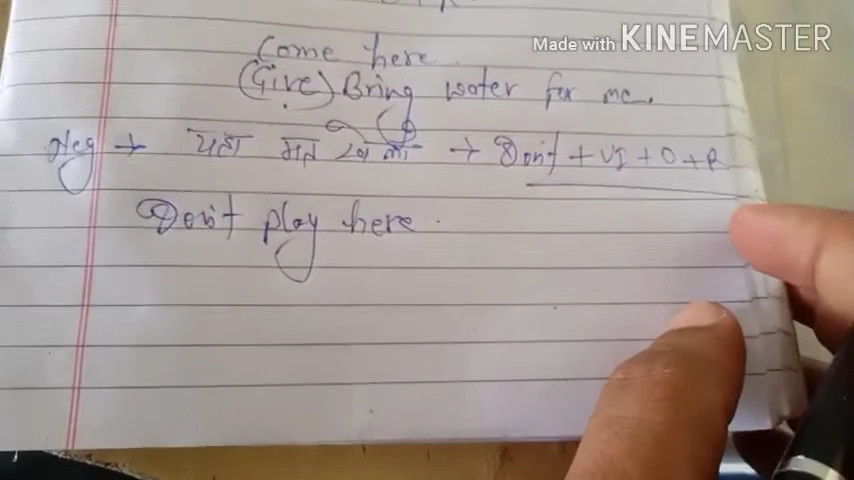 Come here.
(Give) Bring water for me.
Neg → यहा मत खेलो → Don't + V1 + O + R
Don't play here.
Made with KINEMASTER